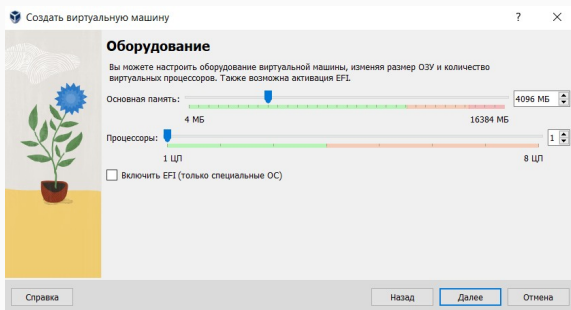 Создать виртуальную машину
?
Оборудование
Вы можете настроить оборудование виртуальной машины, изменяя размер ОЗУ и количество
виртуальных процессоров. Также возможна активация EFI.
Основная память: 4096 МБ
4 МБ 16384 МБ
Процессоры: 1
1 ЦП 8 ЦП
Включить EFI (только специальные ОС)
Справка Назад Далее Отмена